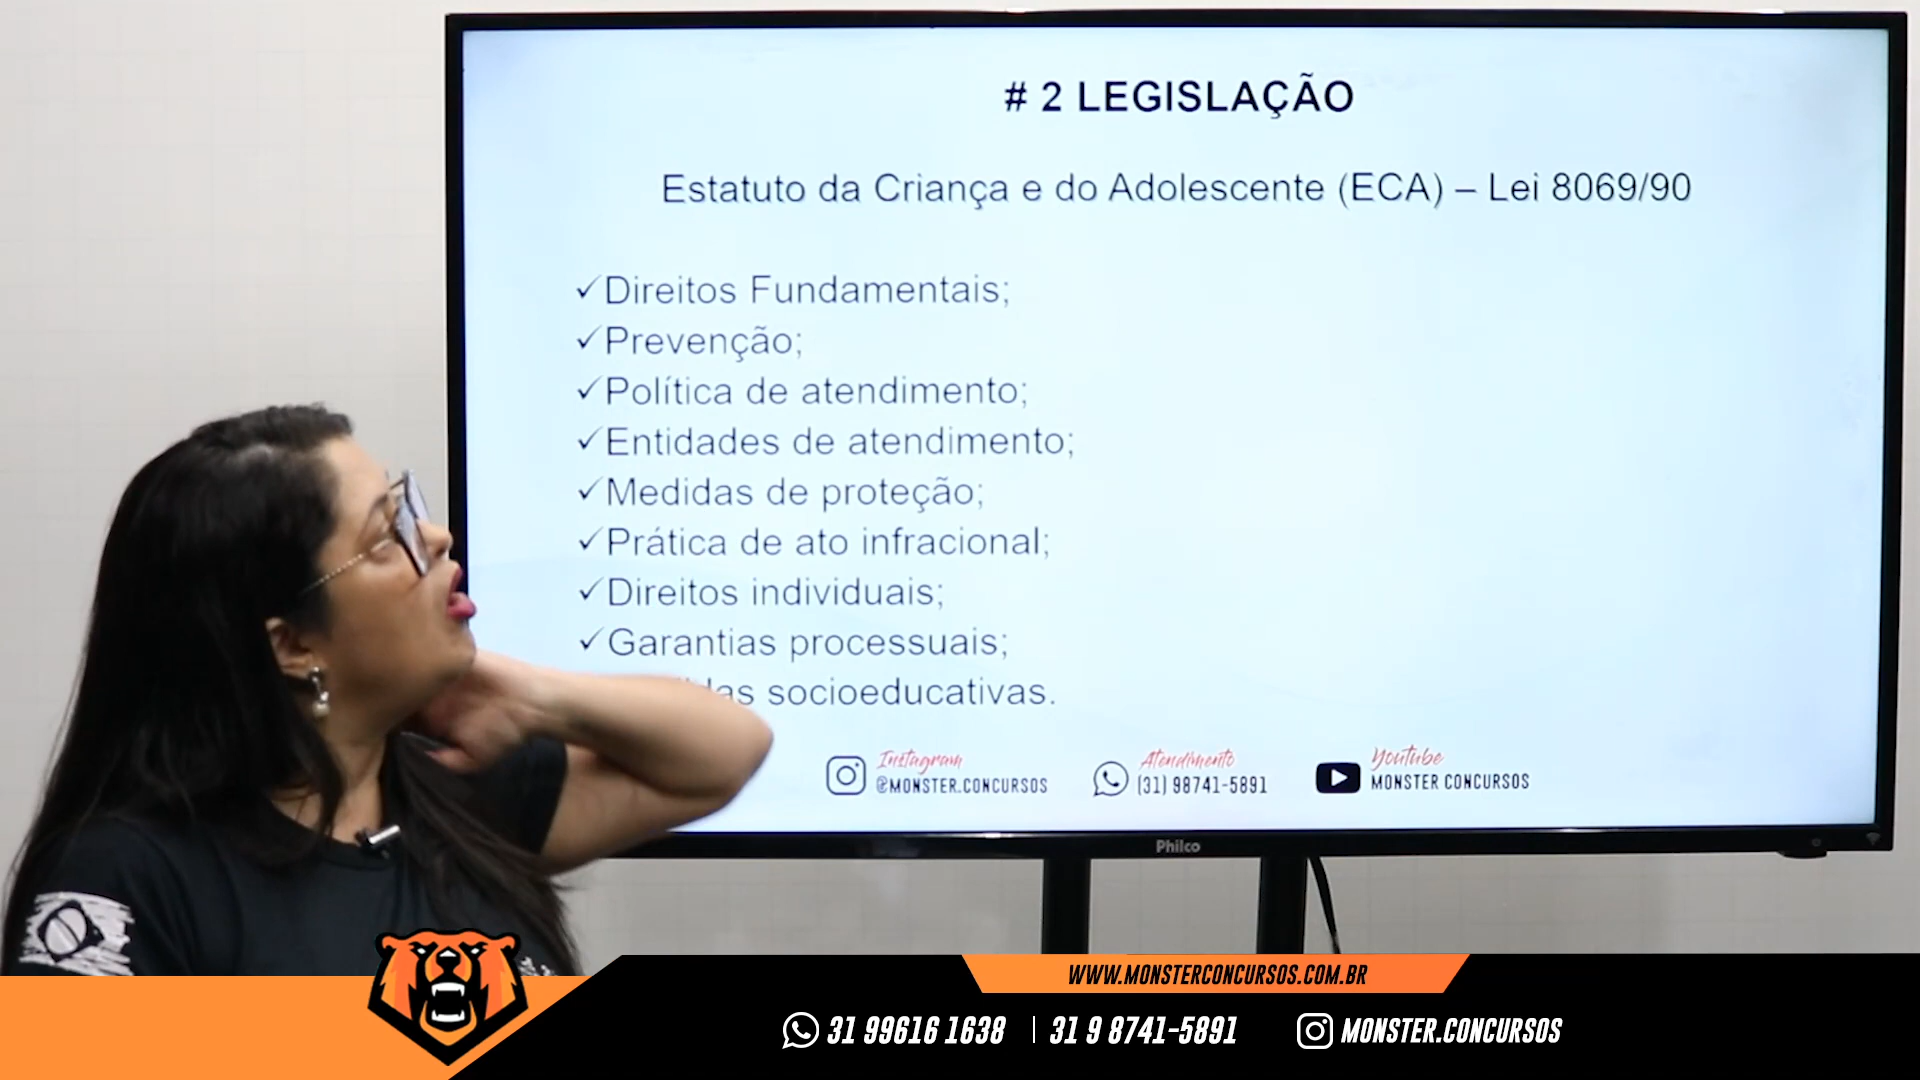 # 2 LEGISLAÇÃO
Estatuto da Criança e do Adolescente (ECA) – Lei 8069/90
✓Direitos Fundamentais;
✓Prevenção;
✓Política de atendimento;
✓Entidades de atendimento;
✓Medidas de proteção;
✓Prática de ato infracional;
✓Direitos individuais;
✓Garantias processuais;
socioeducativas.
Instagram
@MONSTER.CONCURSOS
Atendimento
(31) 98741-5891
Youtube
MONSTER CONCURSOS
Philco
WWW.MONSTERCONCURSOS.COM.BR
31 99616 1638 | 31 9 8741-5891
MONSTER.CONCURSOS